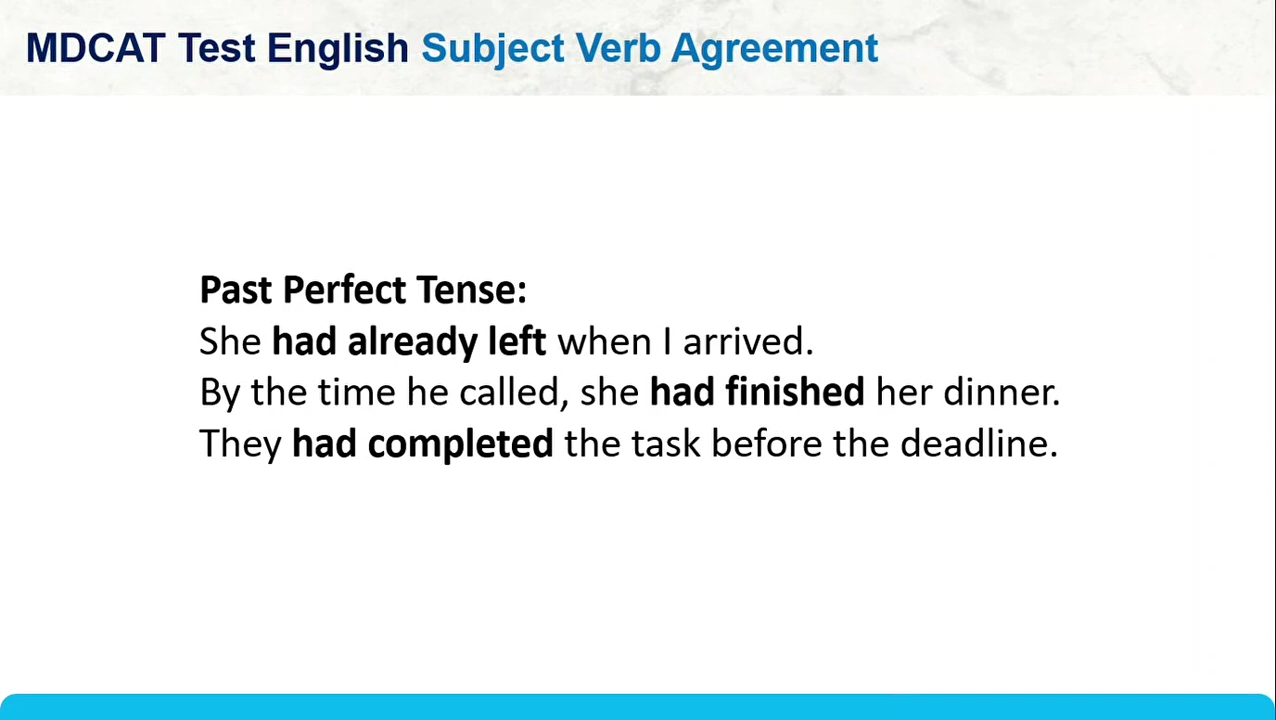 MDCAT Test English Subject Verb Agreement
Past Perfect Tense:
She had already left when I arrived.
By the time he called, she had finished her dinner.
They had completed the task before the deadline.